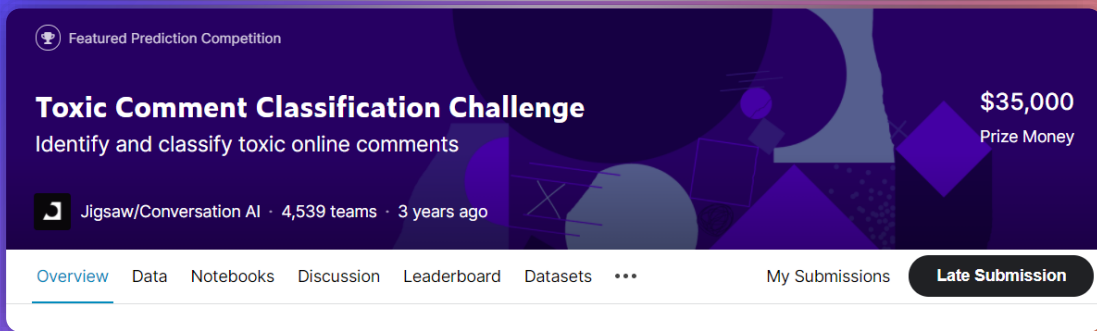 Featured Prediction Competition
Toxic Comment Classification Challenge
Identify and classify toxic online comments
$35,000
Prize Money
Jigsaw/Conversation AI · 4,539 teams · 3 years ago
Overview Data Notebooks Discussion Leaderboard Datasets ••• My Submissions Late Submission